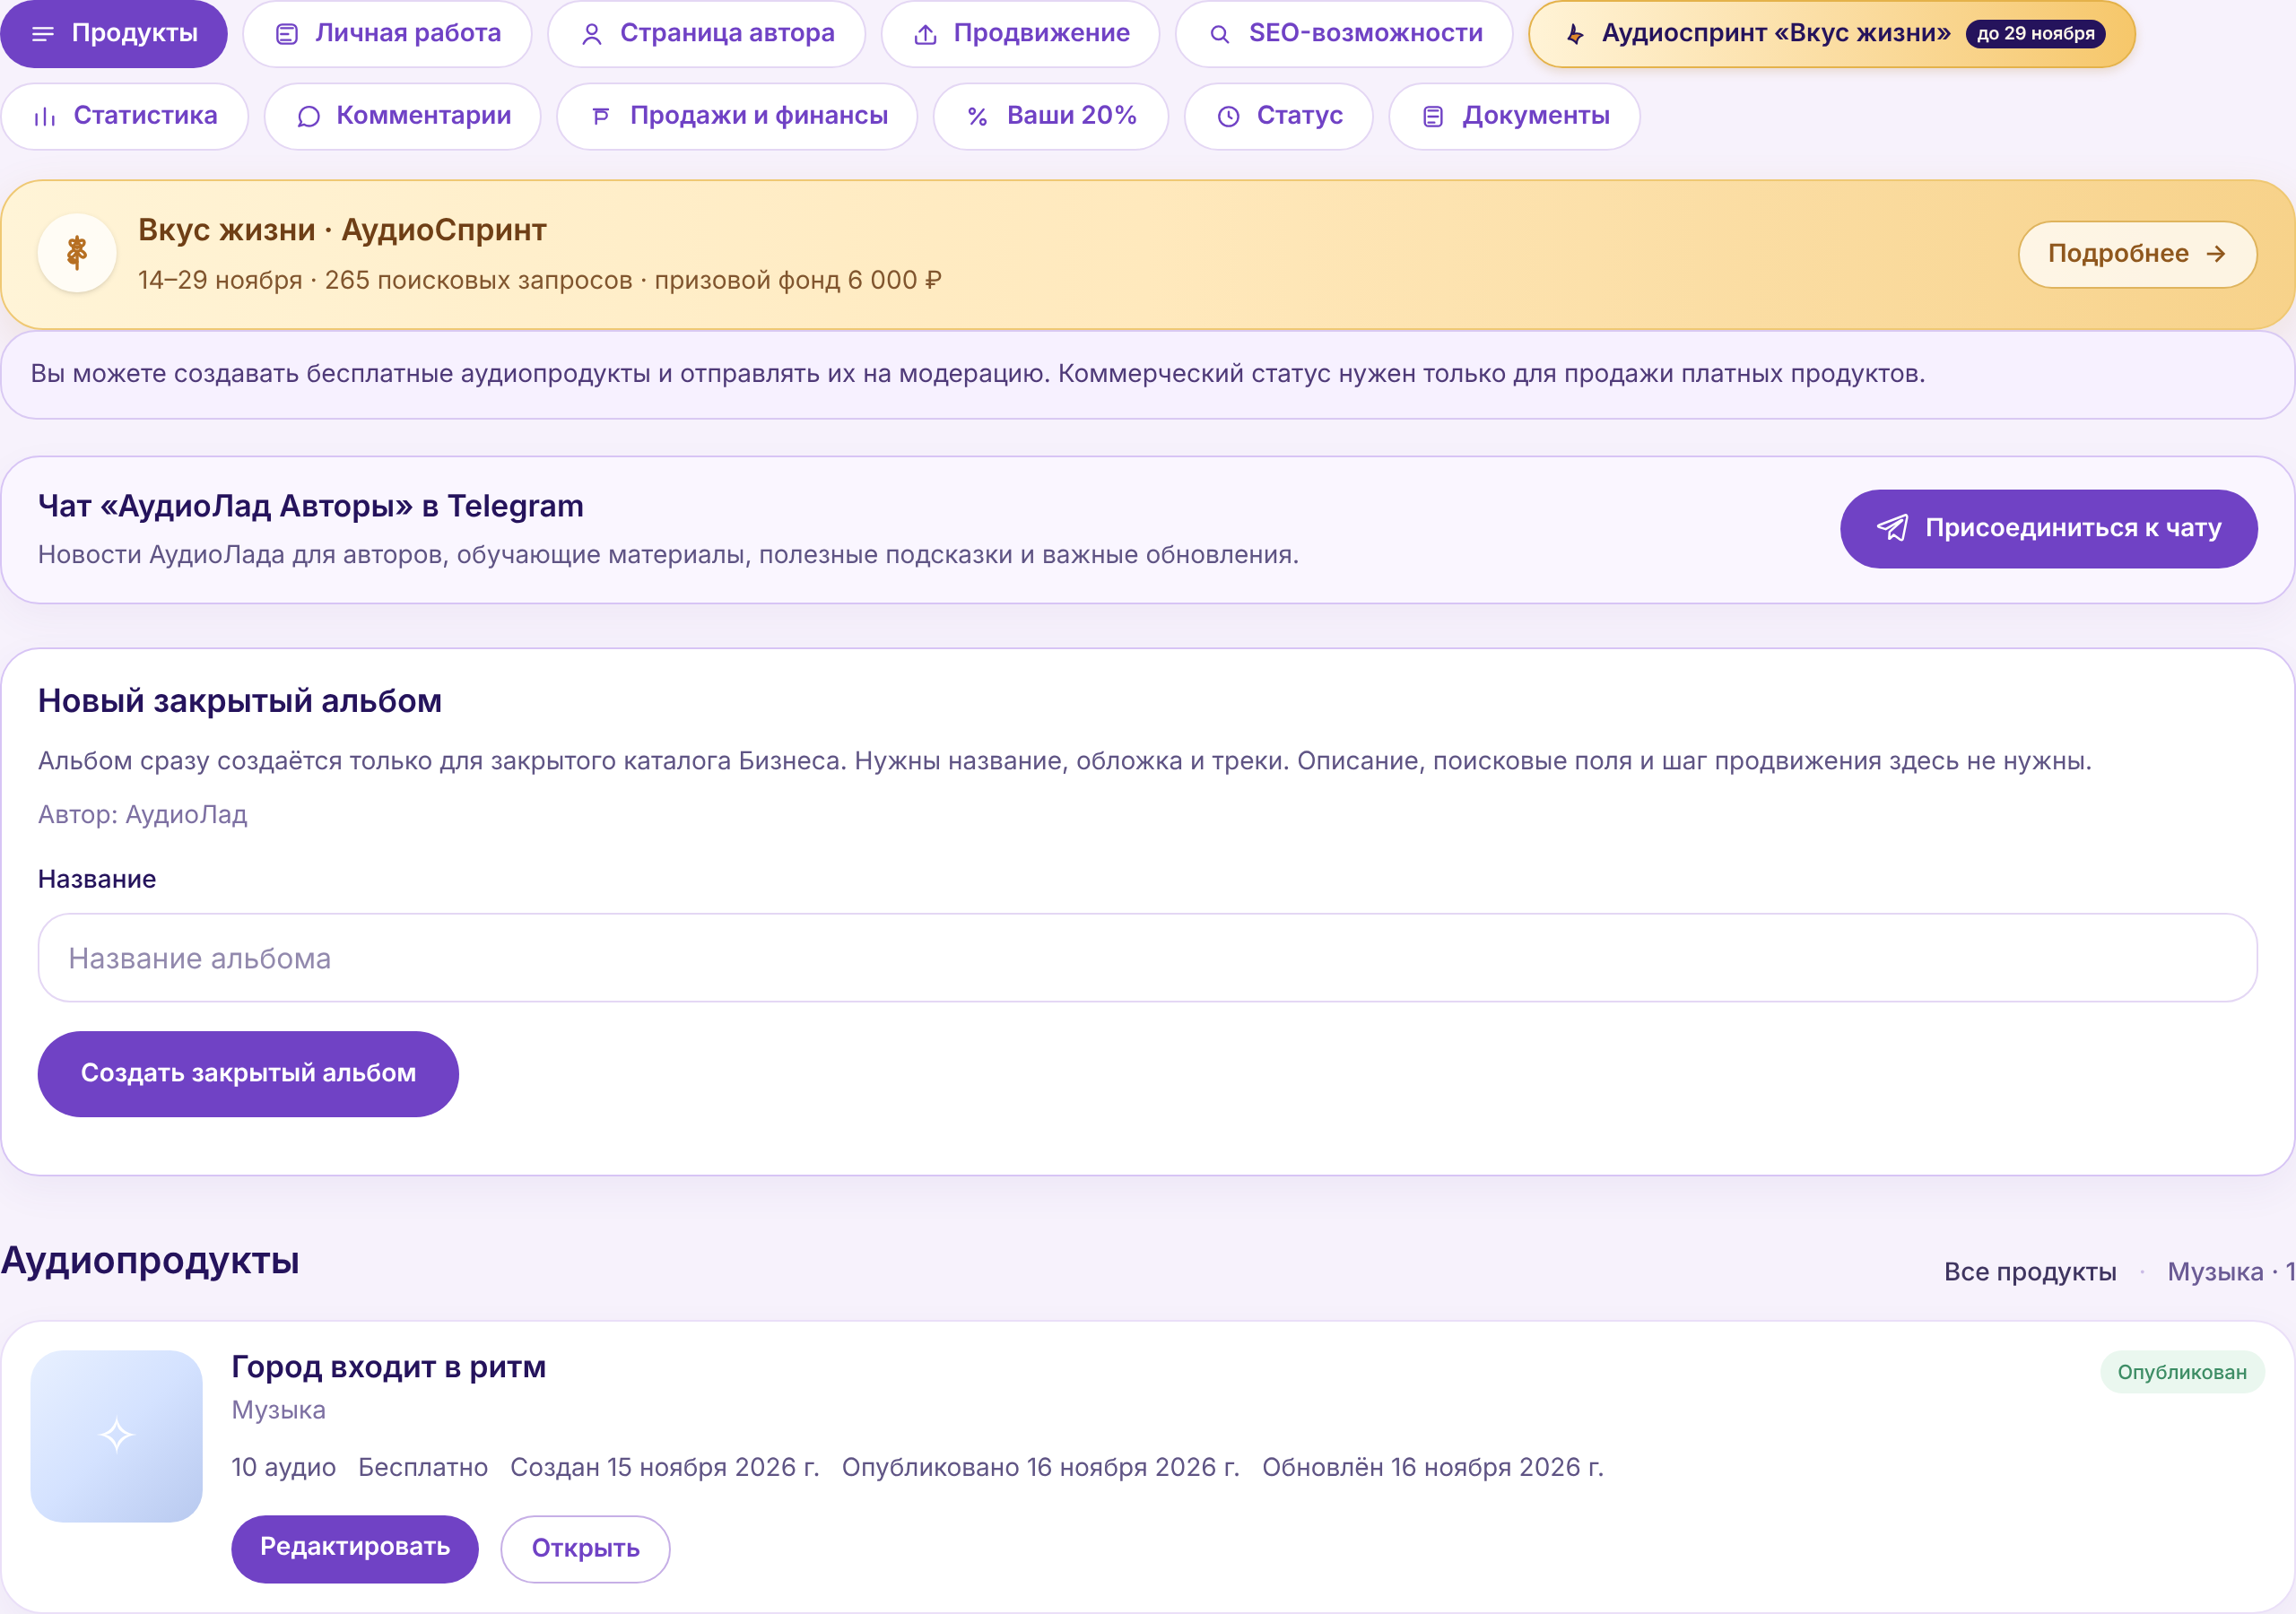 Продукты
Личная работа
Страница автора
Продвижение
SEO-возможности
Аудиоспринт «Вкус жизни» до 29 ноября
Статистика
Комментарии
Продажи и финансы
Ваши 20%
Статус
Документы
Вкус жизни · АудиоСпринт
14–29 ноября · 265 поисковых запросов · призовой фонд 6 000 ₽
Подробнее →
Вы можете создавать бесплатные аудиопродукты и отправлять их на модерацию. Коммерческий статус нужен только для продажи платных продуктов.
Чат «АудиоЛад Авторы» в Telegram
Новости АудиоЛада для авторов, обучающие материалы, полезные подсказки и важные обновления.
Присоединиться к чату
Новый закрытый альбом
Альбом сразу создаётся только для закрытого каталога Бизнеса. Нужны название, обложка и треки. Описание, поисковые поля и шаг продвижения здесь не нужны.
Автор: АудиоЛад
Название
Название альбома
Создать закрытый альбом
Аудиопродукты
Все продукты · Музыка · 1
Город входит в ритм
Опубликован
Музыка
10 аудио Бесплатно Создан 15 ноября 2026 г. Опубликовано 16 ноября 2026 г. Обновлён 16 ноября 2026 г.
Редактировать
Открыть